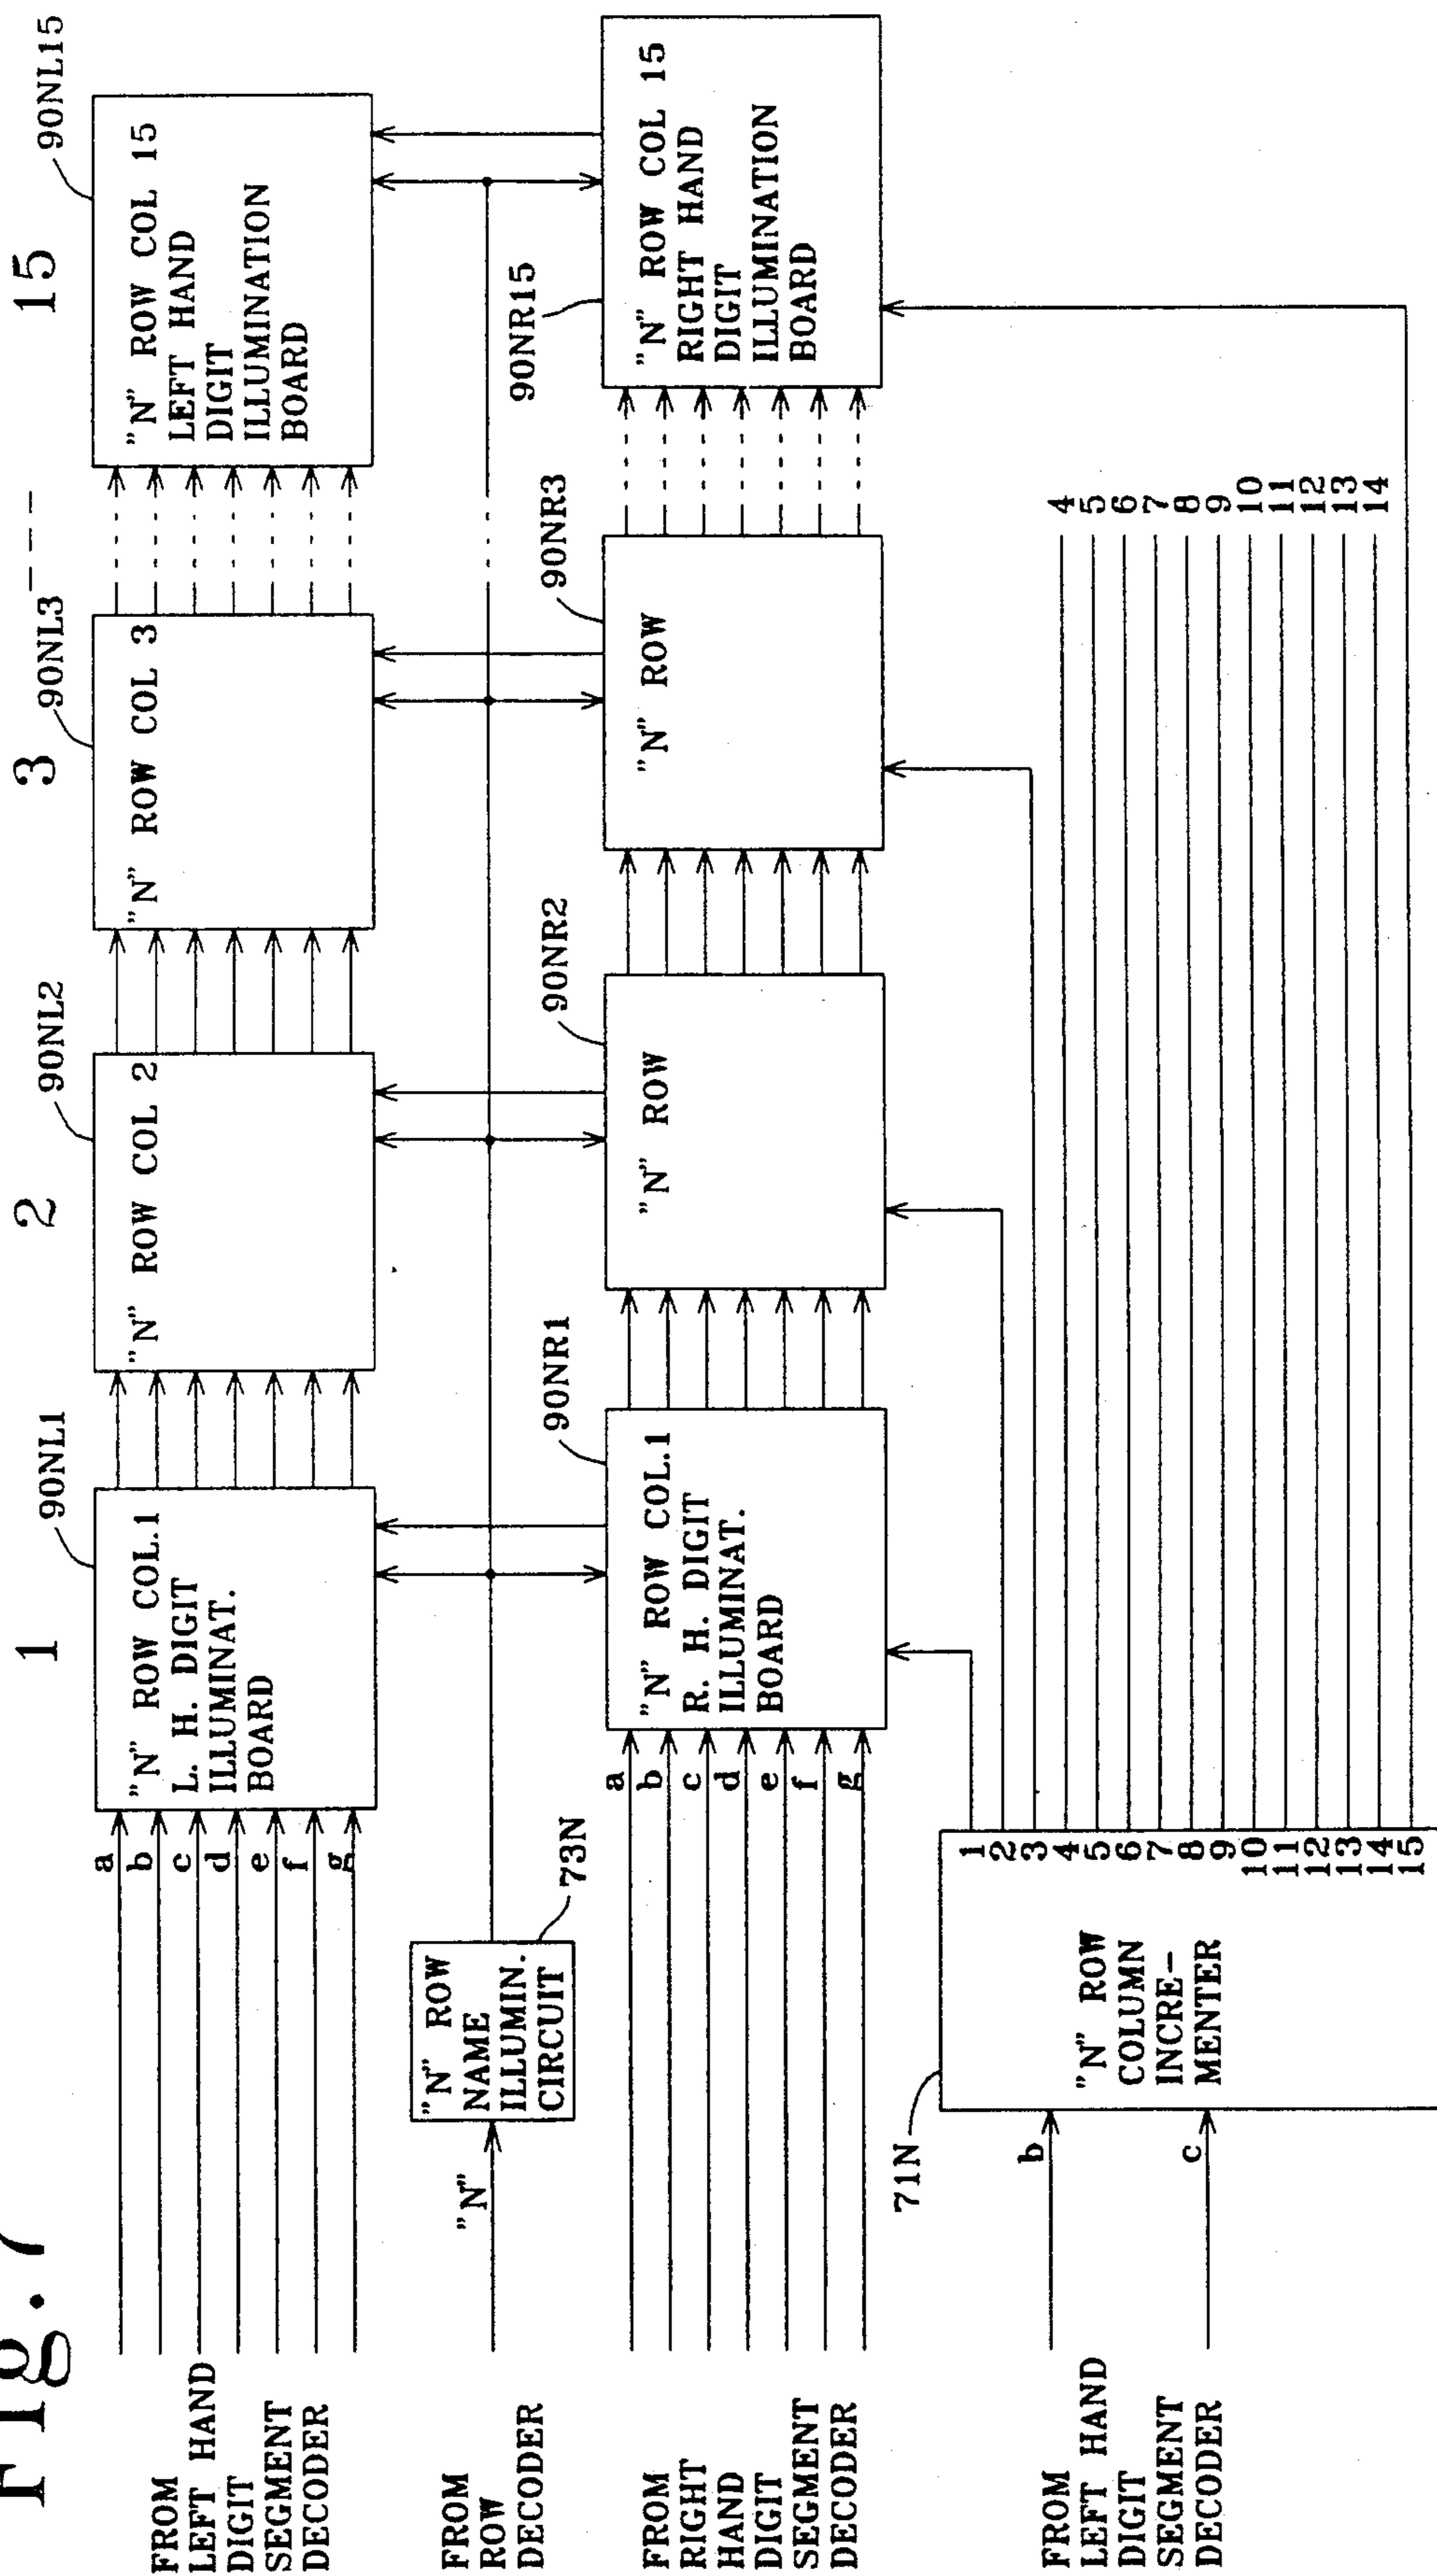 Fig. 7
1
2
3
---
15
90NL1
90NL2
90NL3
90NL15
"N" ROW COL.1
L. H. DIGIT
ILLUMINAT.
BOARD
"N" ROW COL 2
"N" ROW COL 3
"N" ROW COL 15
LEFT HAND
DIGIT
ILLUMINATION
BOARD
a
b
c
d
e
f
g
FROM
LEFT HAND
DIGIT
SEGMENT
DECODER
FROM
ROW
DECODER
"N"
"N" ROW
NAME
ILLUMIN.
CIRCUIT
73N
90NR1
90NR2
90NR3
90NR15
"N" ROW COL.1
R. H. DIGIT
ILLUMINAT.
BOARD
"N" ROW
"N" ROW
"N" ROW COL 15
RIGHT HAND
DIGIT
ILLUMINATION
BOARD
a
b
c
d
e
f
g
FROM
RIGHT
HAND
DIGIT
SEGMENT
DECODER
71N
FROM
LEFT HAND
DIGIT
SEGMENT
DECODER
b
c
"N" ROW
COLUMN
INCRE-
MENTER
1
2
3
4
5
6
7
8
9
10
11
12
13
14
15
4
5
6
7
8
9
10
11
12
13
14